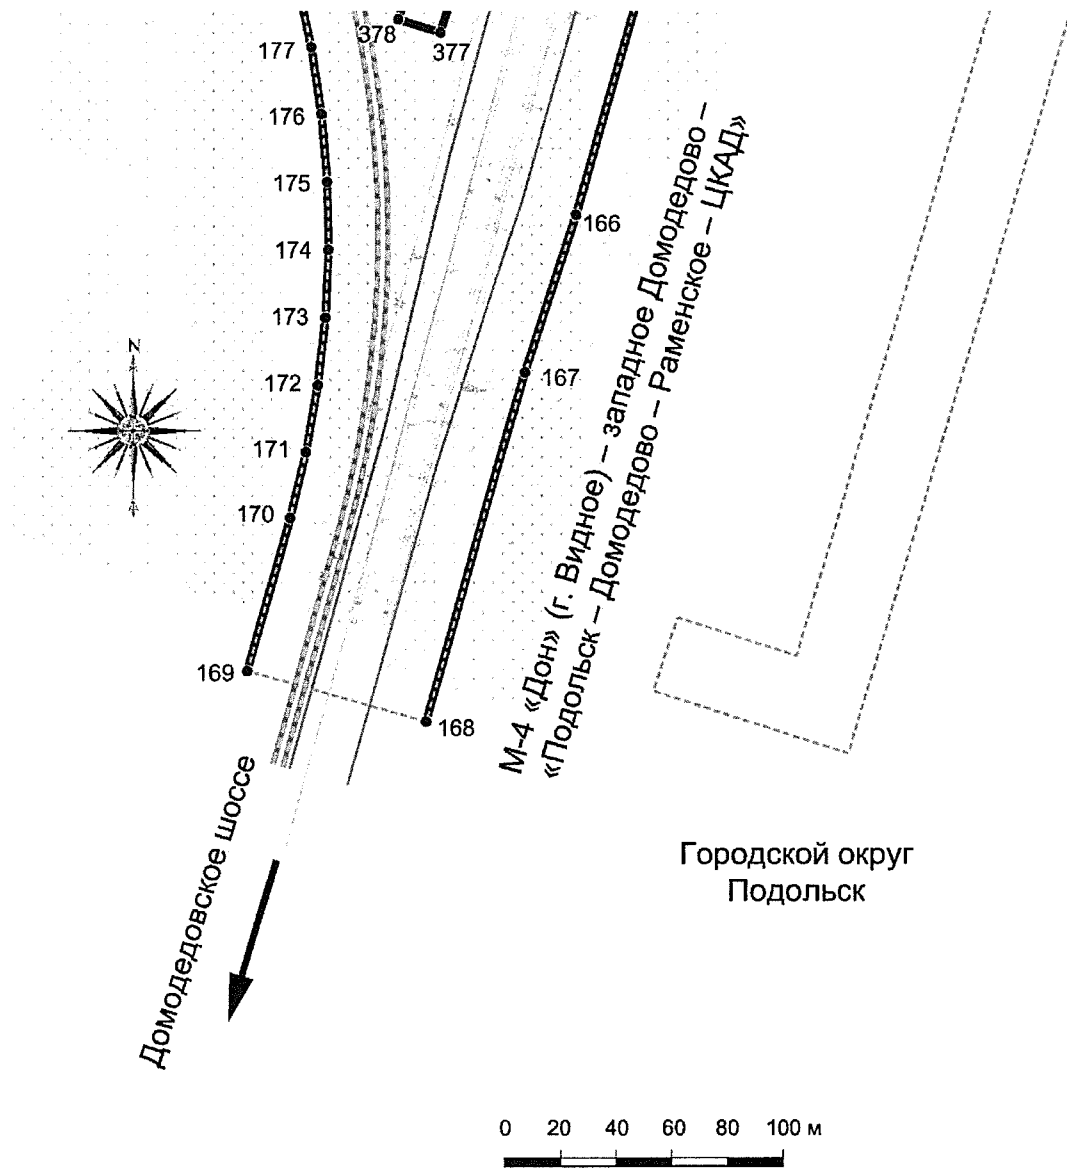 378
377
177
176
175
174
173
172
171
170
169
166
167
168
N
М-4 «Дон» (г. Видное) – западное Домодедово –
«Подольск – Домодедово – Раменское – ЦКАД»
Домодедовское шоссе
Городской округ
Подольск
0 20 40 60 80 100 м